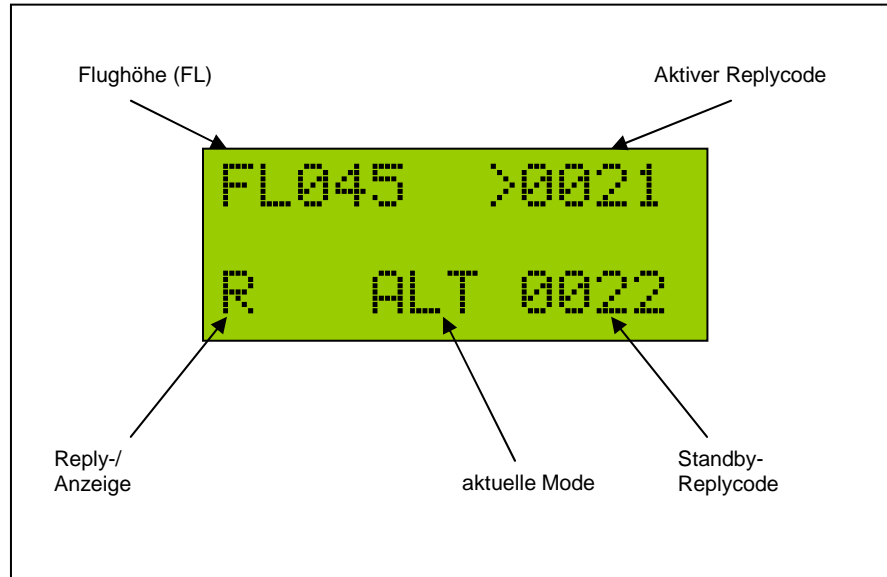 Flughöhe (FL)
Aktiver Replycode
FL045 >0021
R ALT 0022
Reply-/
Anzeige
aktuelle Mode
Standby-
Replycode